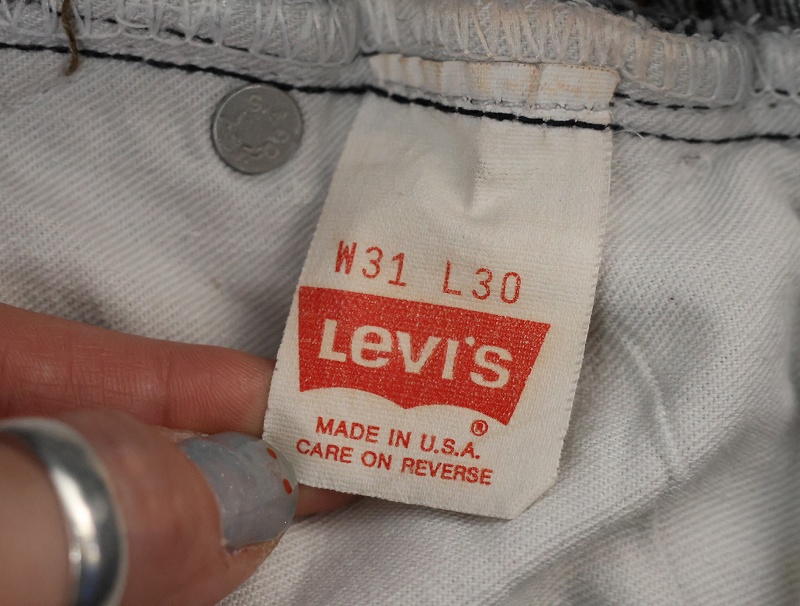 W31 L30
Levi's
®
MADE IN U.S.A.
CARE ON REVERSE